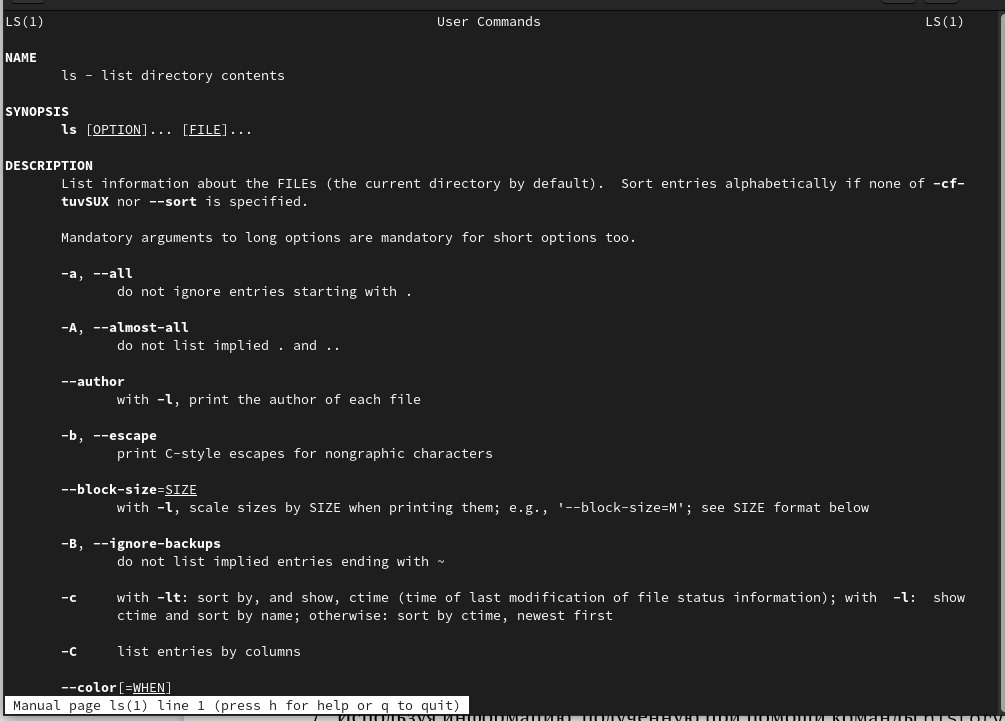 LS(1) User Commands LS(1)
NAME
ls - list directory contents
SYNOPSIS
ls [OPTION]... [FILE]...
DESCRIPTION
List information about the FILEs (the current directory by default). Sort entries alphabetically if none of -cf-
tuvSUX nor --sort is specified.
Mandatory arguments to long options are mandatory for short options too.
-a, --all
do not ignore entries starting with .
-A, --almost-all
do not list implied . and ..
--author
with -l, print the author of each file
-b, --escape
print C-style escapes for nongraphic characters
--block-size=SIZE
with -l, scale sizes by SIZE when printing them; e.g., '--block-size=M'; see SIZE format below
-B, --ignore-backups
do not list implied entries ending with ~
-c with -lt: sort by, and show, ctime (time of last modification of file status information); with -l: show
ctime and sort by name; otherwise: sort by ctime, newest first
-C list entries by columns
--color[=WHEN]
Manual page ls(1) line 1 (press h for help or q to quit)